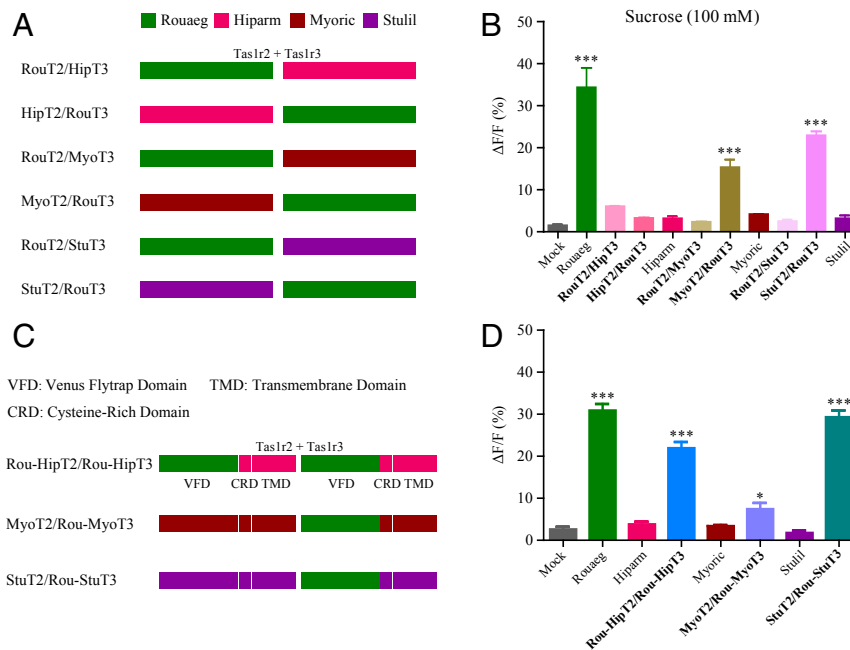 A
Rouaeg Hiparm Myoric Stulil
Tas1r2 + Tas1r3
RouT2/HipT3
HipT2/RouT3
RouT2/MyoT3
MyoT2/RouT3
RouT2/StuT3
StuT2/RouT3
B
Sucrose (100 mM)
ΔF/F (%)
50
40
30
20
10
0
***
***
***
Mock
Rouaeg
RouT2/HipT3
HipT2/RouT3
Hiparm
RouT2/MyoT3
MyoT2/RouT3
Myoric
RouT2/StuT3
StuT2/RouT3
Stulil
C
VFD: Venus Flytrap Domain TMD: Transmembrane Domain
CRD: Cysteine-Rich Domain
Tas1r2 + Tas1r3
Rou-HipT2/Rou-HipT3
VFD CRD TMD VFD CRD TMD
MyoT2/Rou-MyoT3
StuT2/Rou-StuT3
D
ΔF/F (%)
50
40
30
20
10
0
***
***
*
***
Mock
Rouaeg
Hiparm
Rou-HipT2/Rou-HipT3
Myoric
MyoT2/Rou-MyoT3
Stulil
StuT2/Rou-StuT3